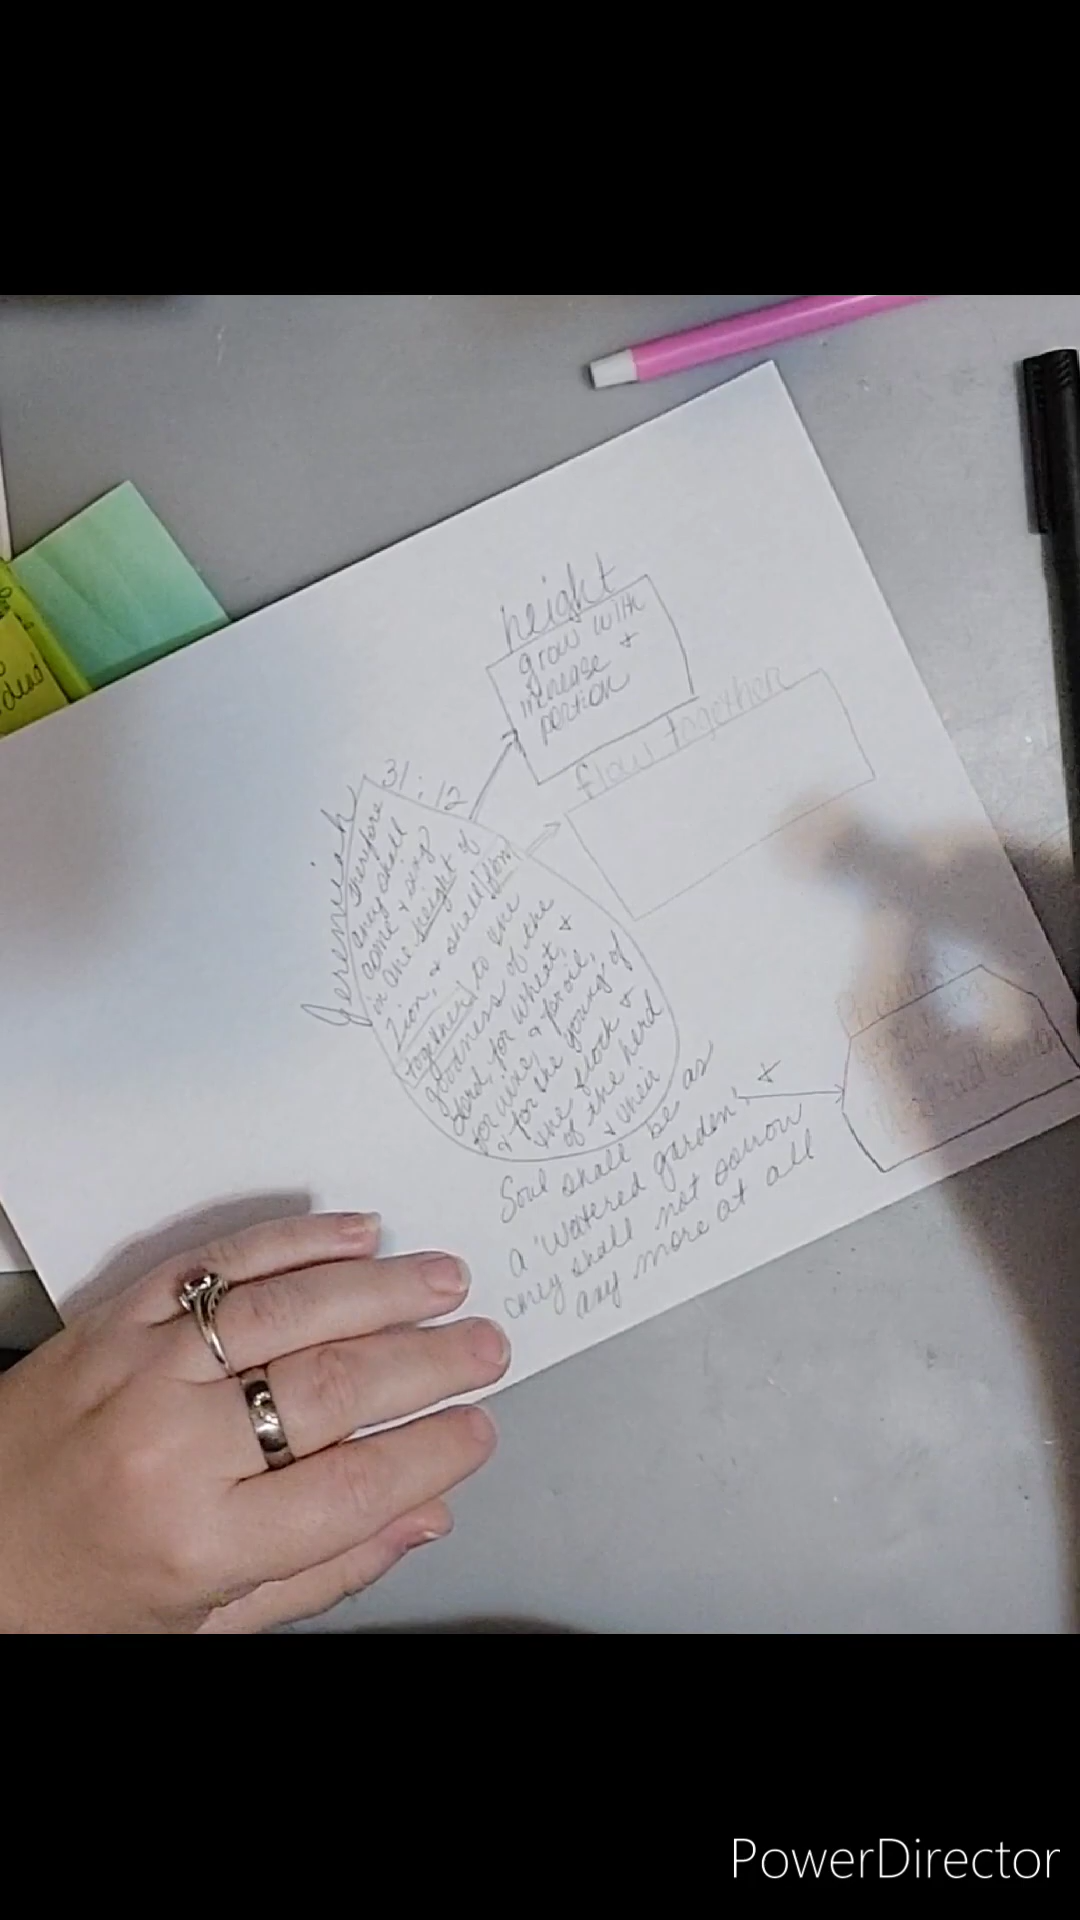 height
grow with
increase +
portion
flow together
Jeremiah 31:12
Therefore
they shall
come + sing
in the height of
Zion, + shall flow
together to the
goodness of the
Lord, for wheat, +
for wine, + for oil,
+ for the young of
the flock +
of the herd
+ their
Soul shall be as
a watered garden; +
they shall not sorrow
any more at all
dead
PowerDirector